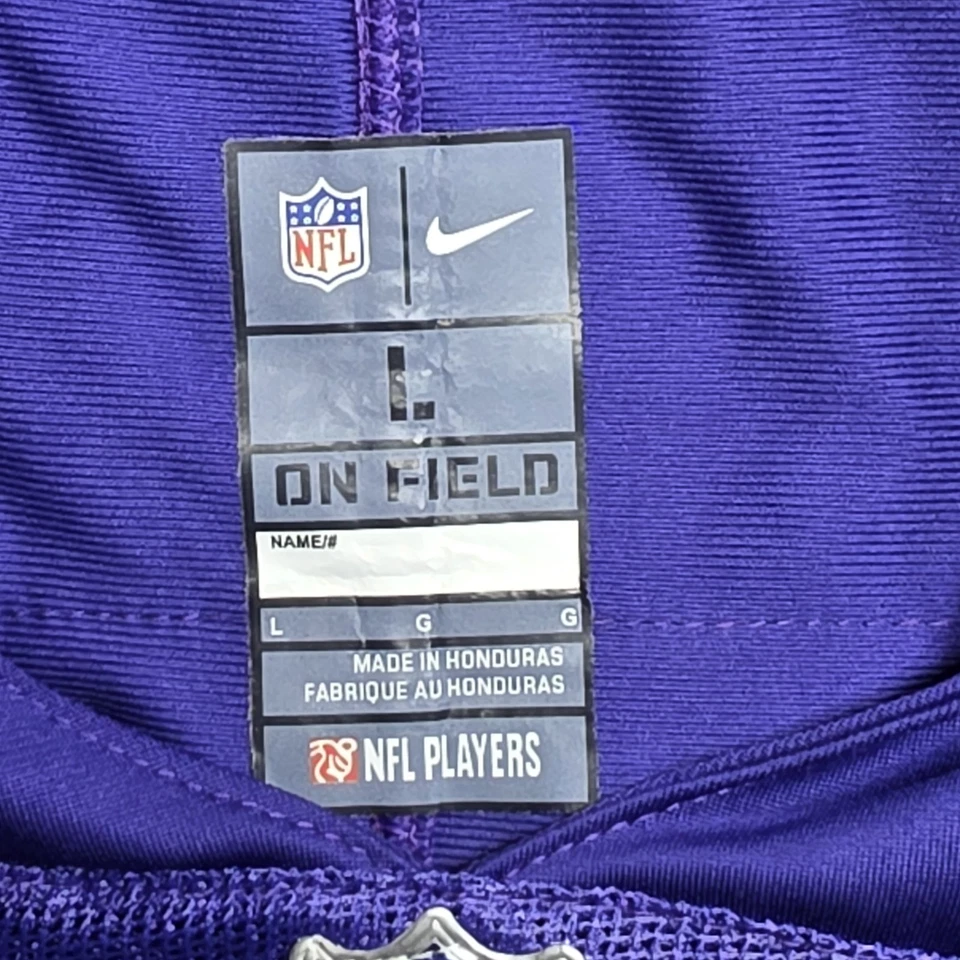 NFL
L
ON FIELD
NAME/#
L G G
MADE IN HONDURAS
FABRIQUE AU HONDURAS
NFL PLAYERS